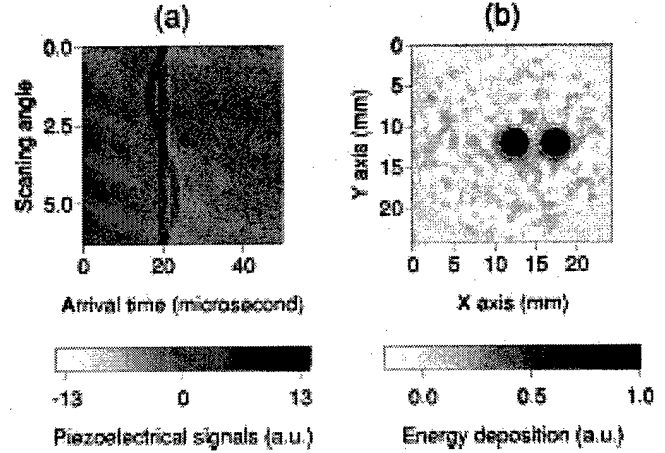 (a)
(b)
0.0
2.5
5.0
Scaning angle
0
20
40
Arrival time (microsecond)
-13
0
13
Piezoelectrical signals (a.u.)
0
5
10
15
20
Y axis (mm)
0
5
10
15
20
X axis (mm)
0.0
0.5
1.0
Energy deposition (a.u.)